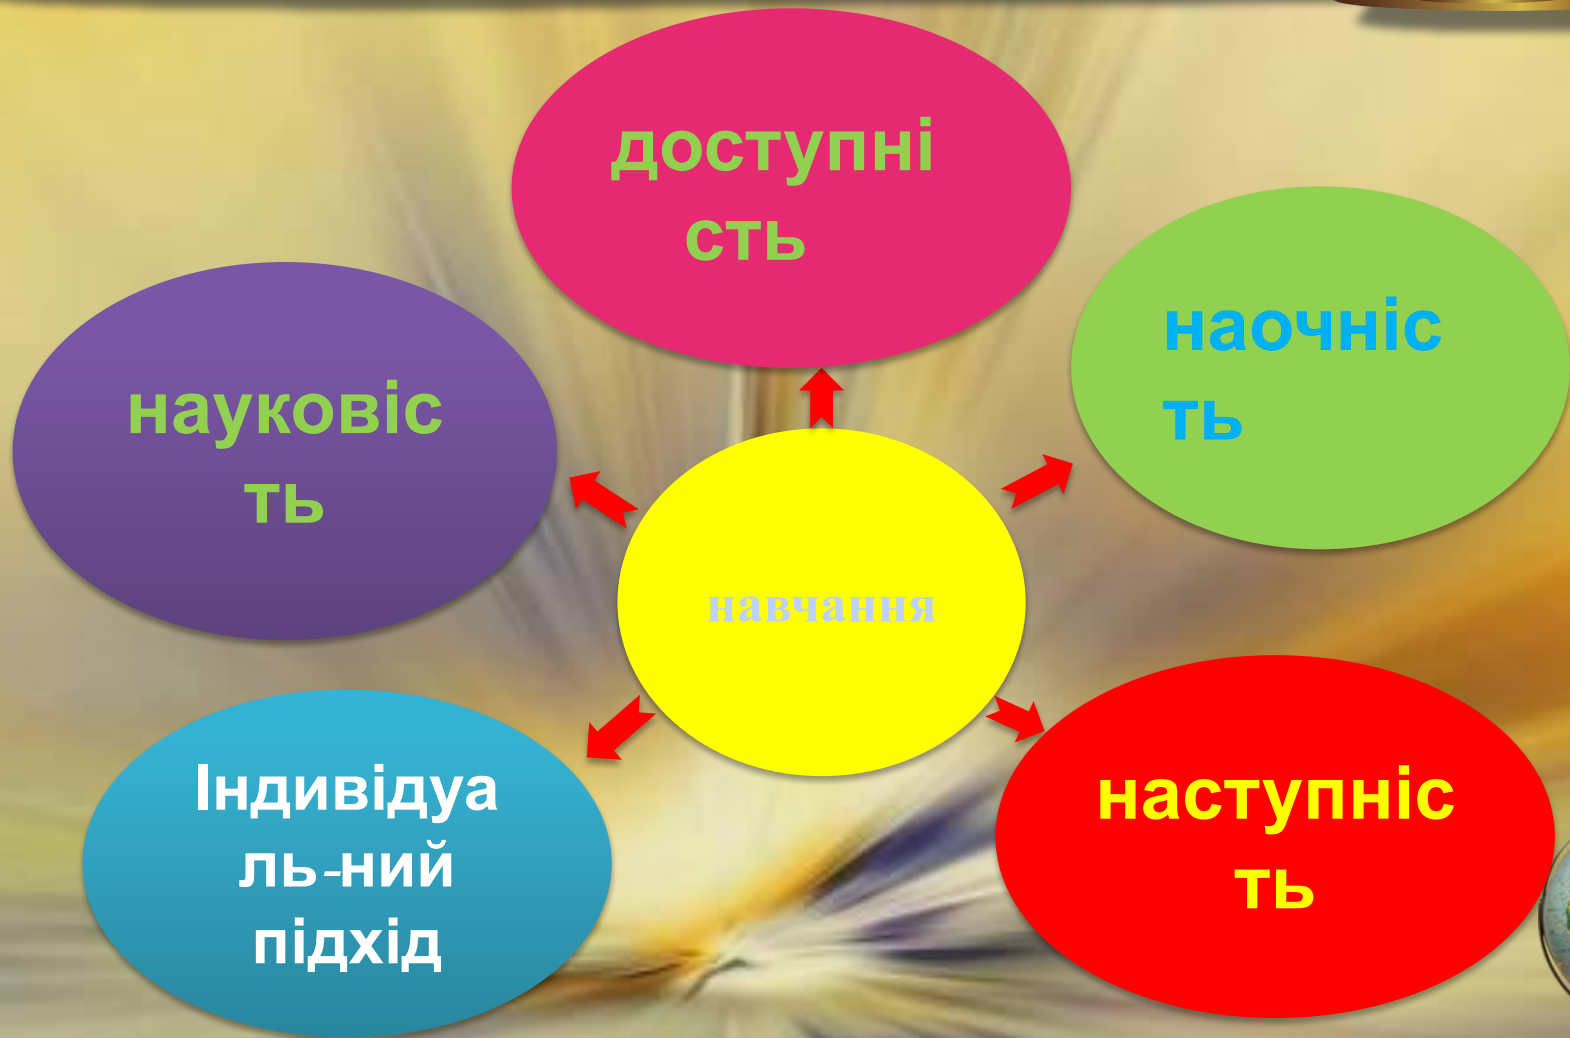 доступні
сть
наочніс
ть
науковіс
ть
навчання
Індивідуа
ль-ний
підхід
наступніс
ть